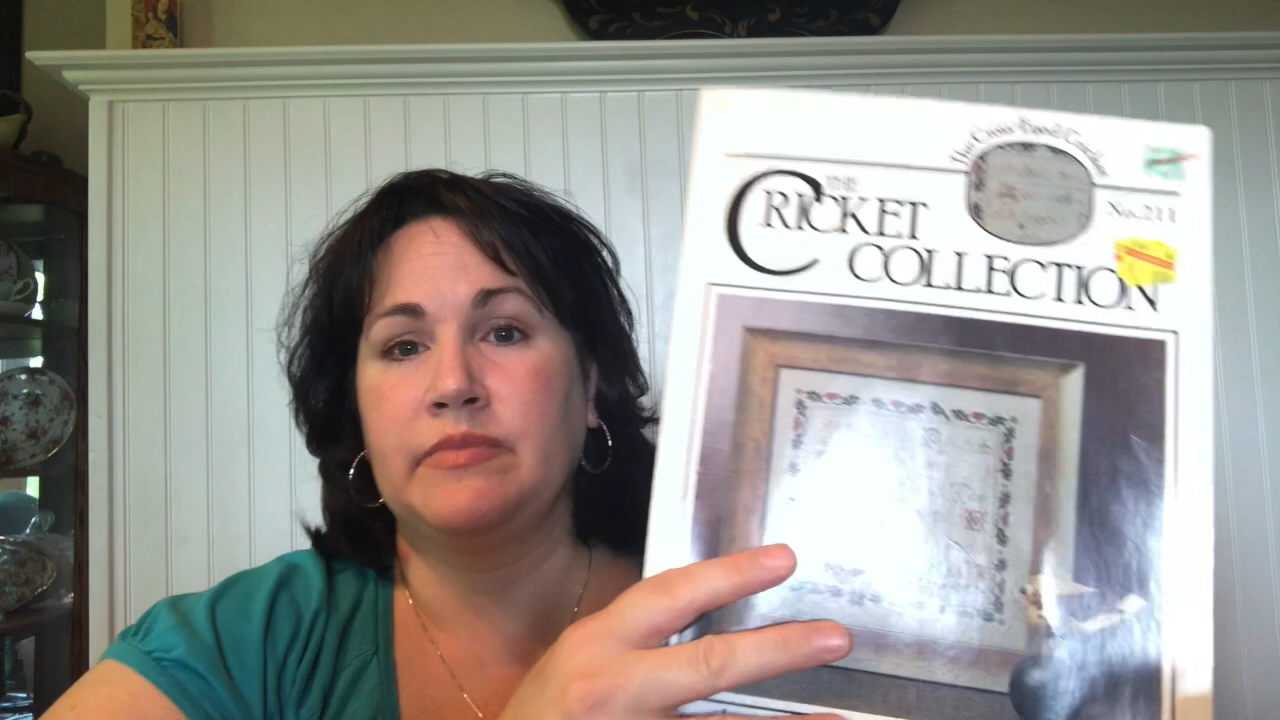 The Cross-Eyed Cricket
THE
CRICKET
COLLECTION
No.211